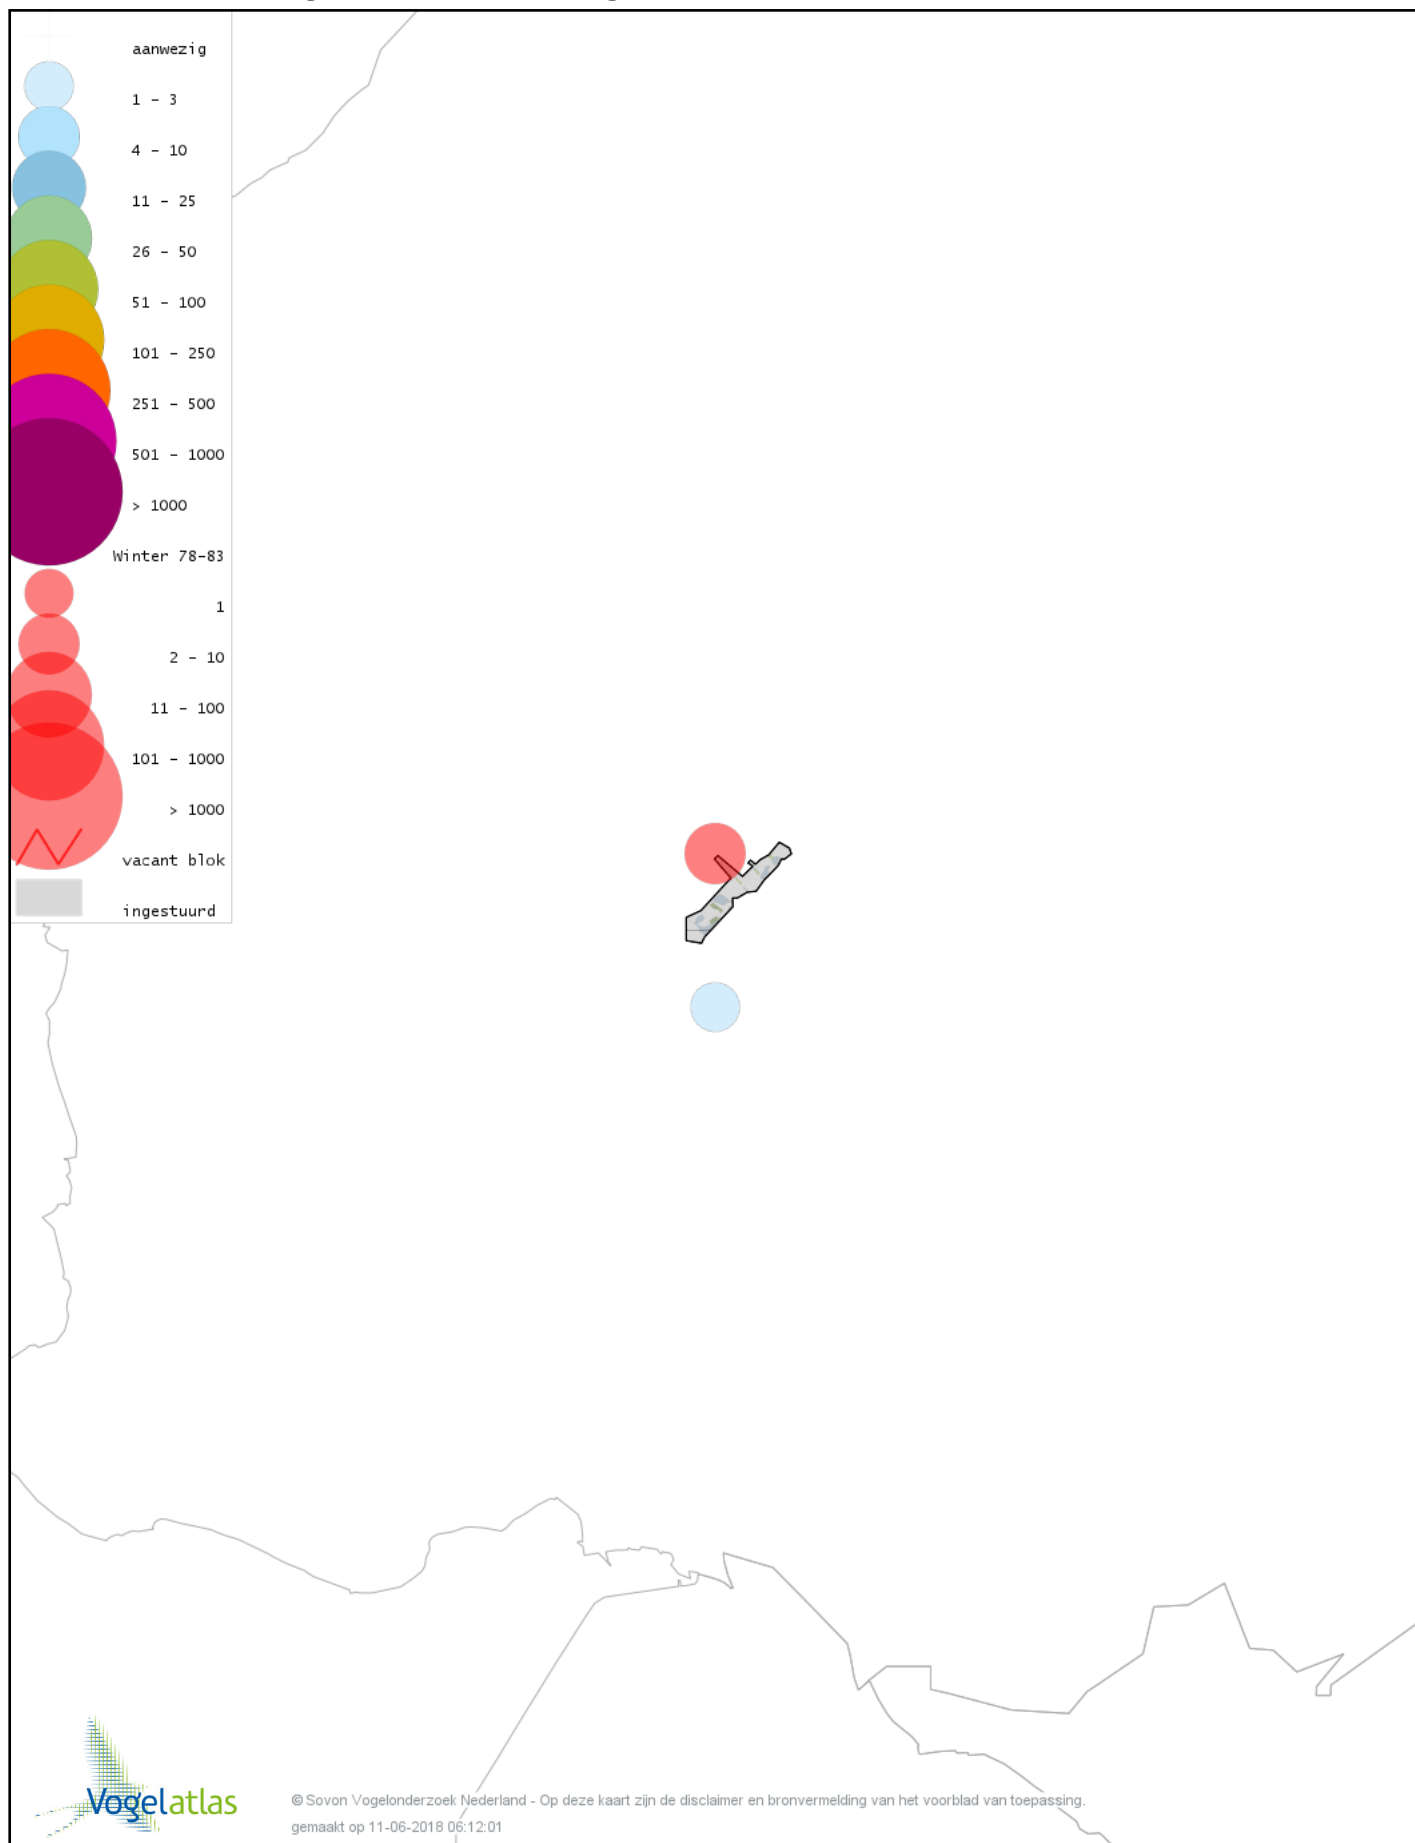 aanwezig
1 - 3
4 - 10
11 - 25
26 - 50
51 - 100
101 - 250
251 - 500
501 - 1000
> 1000
Winter 78-83
1
2 - 10
11 - 100
101 - 1000
> 1000
vacant blok
ingestuurd
Vogelatlas
© Sovon Vogelonderzoek Nederland - Op deze kaart zijn de disclaimer en bronvermelding van het voorblad van toepassing.
gemaakt op 11-06-2018 06:12:01